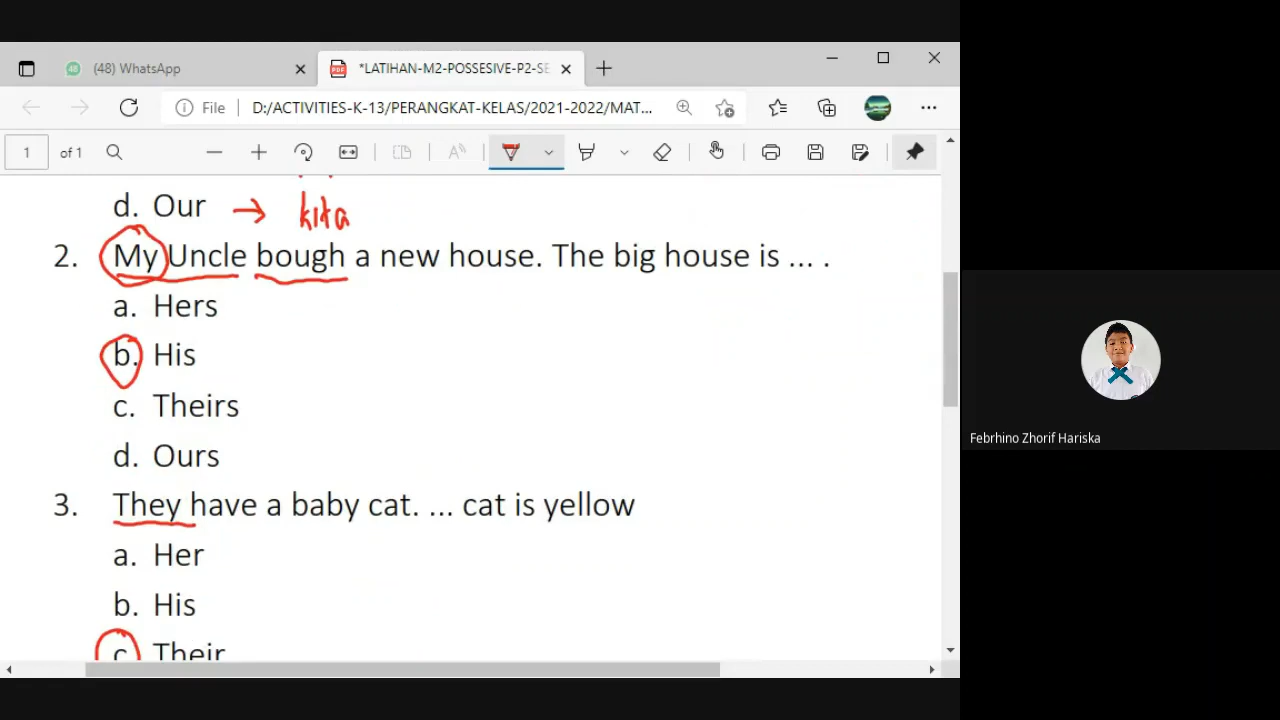 (48) WhatsApp
*LATIHAN-M2-POSSESIVE-P2-SE
File D:/ACTIVITIES-K-13/PERANGKAT-KELAS/2021-2022/MAT...
1 of 1
d. Our → kita
2. My Uncle bough a new house. The big house is ... .
a. Hers
b. His
c. Theirs
d. Ours
3. They have a baby cat. ... cat is yellow
a. Her
b. His
c Their
Febrhino Zhorif Hariska